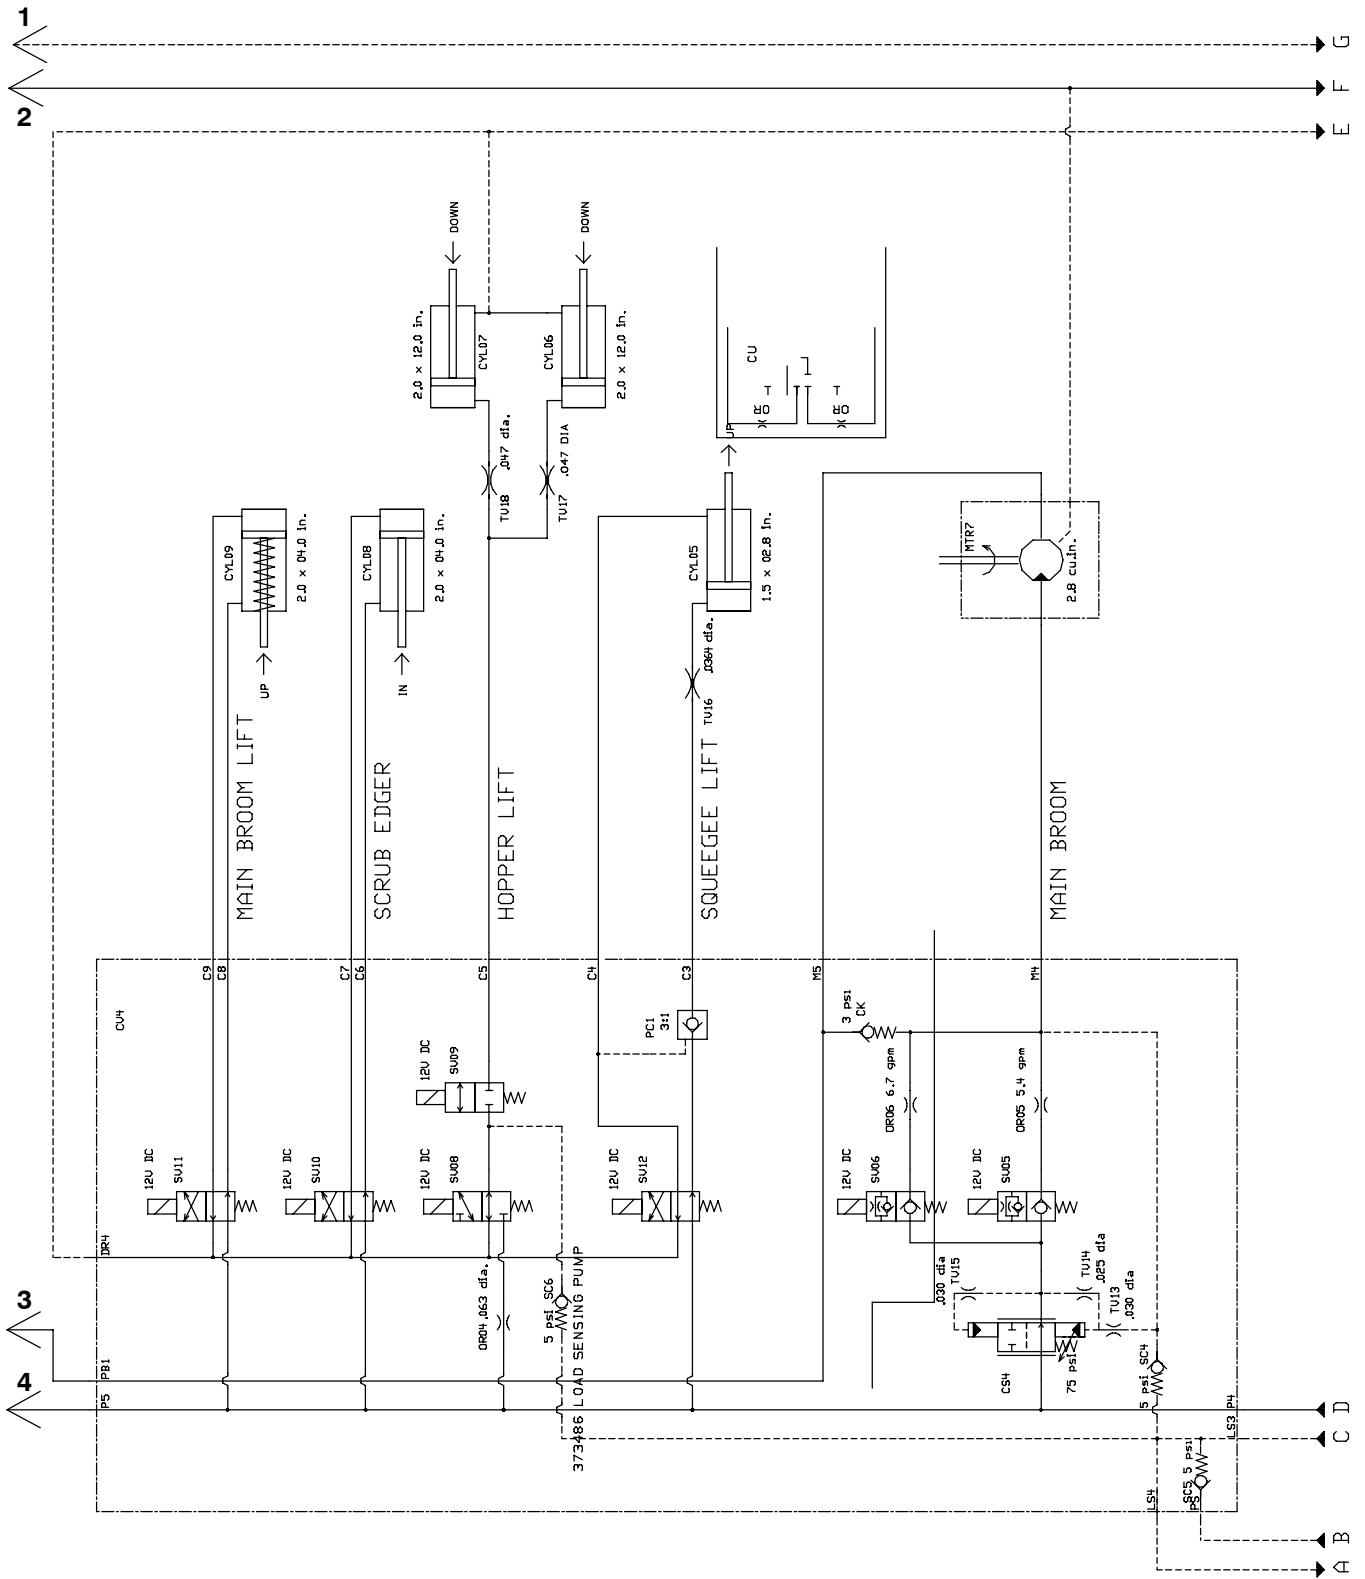 1
G
F
2
E
DOWN
DOWN
2.0 x 12.0 in.
CYL07
CYL06
2.0 x 12.0 in.
CU
T
T
OR
OR
UP
.047 dia.
.047 DIA
TV18
TV17
CYL09
2.0 x 04.0 in.
CYL08
2.0 x 04.0 in.
CYL05
1.5 x 02.8 in.
MTR7
2.8 cu.in.
UP
IN
.0364 dia.
TV16
MAIN BROOM LIFT
SCRUB EDGER
HOPPER LIFT
SQUEEGEE LIFT
MAIN BROOM
C9
C8
C7
C6
C5
C4
C3
M5
M4
CV4
PC1
3:1
3 psi
CK
12V DC
SV09
OR06 6.7 gpm
OR05 5.4 gpm
12V DC
SV11
12V DC
SV10
12V DC
SV08
12V DC
SV12
12V DC
SV06
12V DC
SV05
DR4
3
OR04 .063 dia.
5 psi SC6
373486 LOAD SENSING PUMP
.030 dia
TV15
TV14
.025 dia
TV13
.030 dia
PB1
4
P5
CS4
75 psi
5 psi SC4
LS3 P4
D
C
LS4
SC5 5 psi
PS
B
A